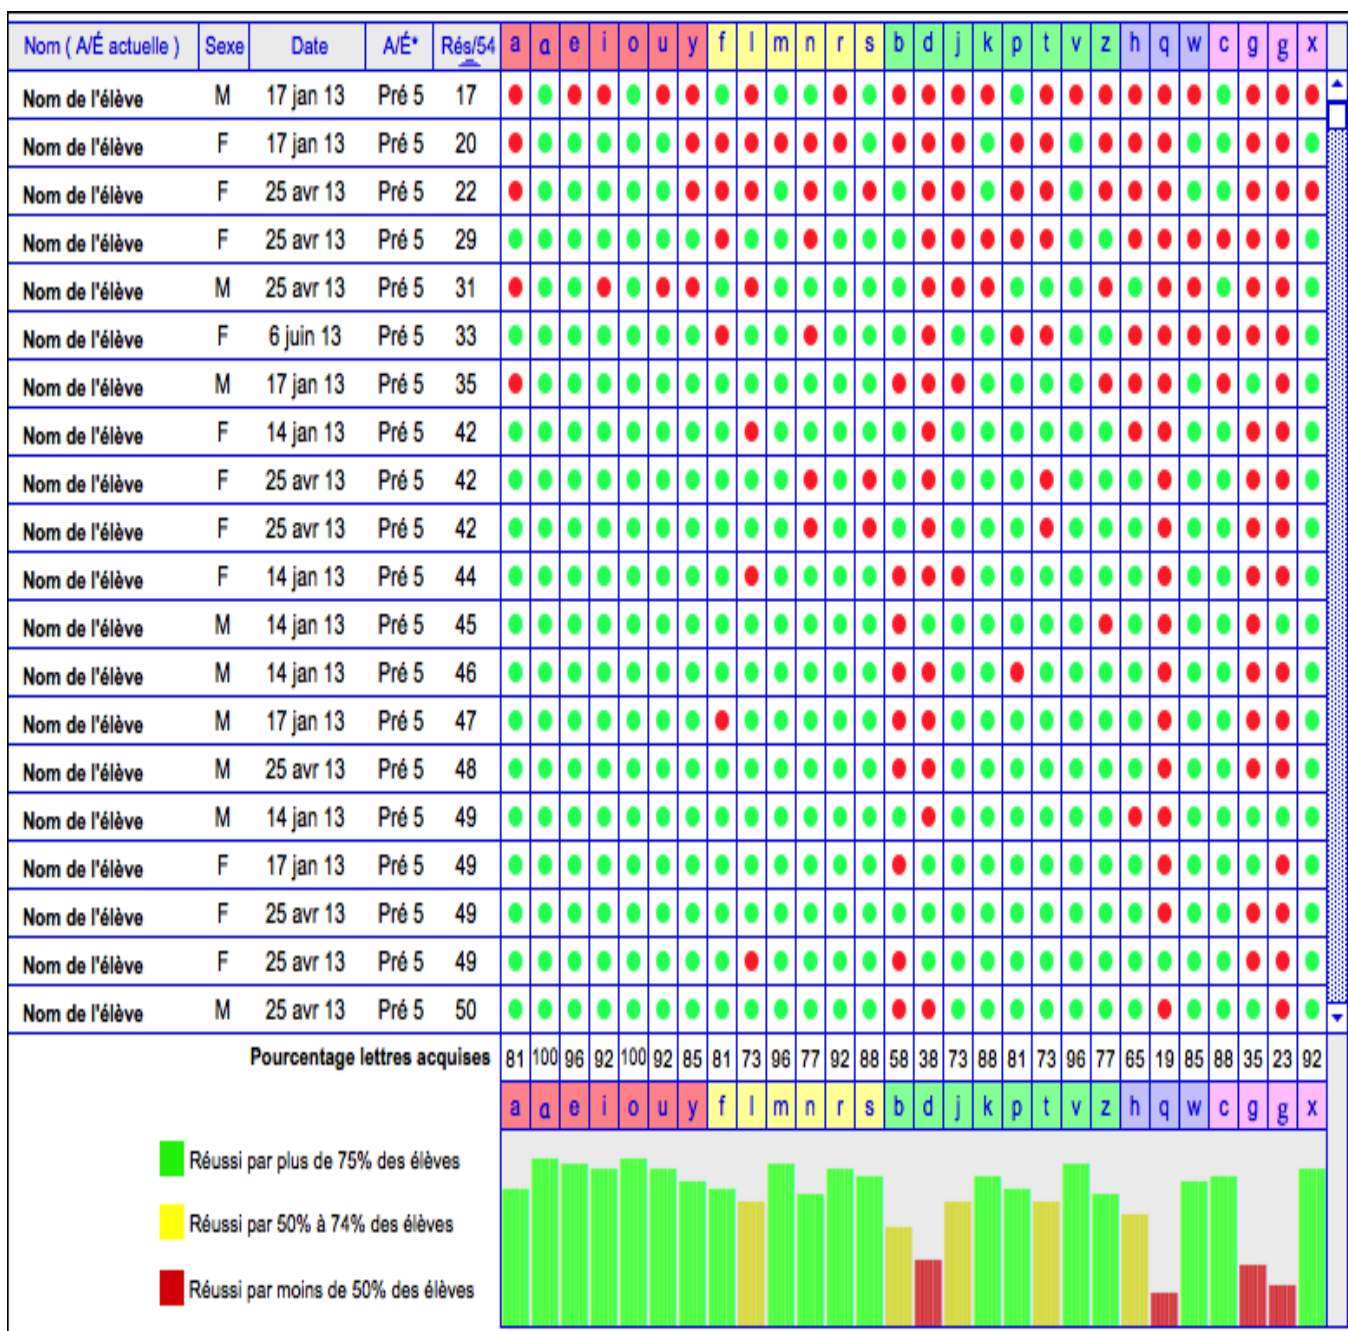 Nom ( A/É actuelle ) Sexe Date A/É* Rés/54 a ɑ e i o u y f l m n r s b d j k p t v z h q w c g g x
Nom de l'élève M 17 jan 13 Pré 5 17
Nom de l'élève F 17 jan 13 Pré 5 20
Nom de l'élève F 25 avr 13 Pré 5 22
Nom de l'élève F 25 avr 13 Pré 5 29
Nom de l'élève M 25 avr 13 Pré 5 31
Nom de l'élève F 6 juin 13 Pré 5 33
Nom de l'élève M 17 jan 13 Pré 5 35
Nom de l'élève F 14 jan 13 Pré 5 42
Nom de l'élève F 25 avr 13 Pré 5 42
Nom de l'élève F 25 avr 13 Pré 5 42
Nom de l'élève F 14 jan 13 Pré 5 44
Nom de l'élève M 14 jan 13 Pré 5 45
Nom de l'élève M 14 jan 13 Pré 5 46
Nom de l'élève M 17 jan 13 Pré 5 47
Nom de l'élève M 25 avr 13 Pré 5 48
Nom de l'élève M 14 jan 13 Pré 5 49
Nom de l'élève F 17 jan 13 Pré 5 49
Nom de l'élève F 25 avr 13 Pré 5 49
Nom de l'élève F 25 avr 13 Pré 5 49
Nom de l'élève M 25 avr 13 Pré 5 50
Pourcentage lettres acquises 81 100 96 92 100 92 85 81 73 96 77 92 88 58 38 73 88 81 73 96 77 65 19 85 88 35 23 92
a ɑ e i o u y f l m n r s b d j k p t v z h q w c g g x
Réussi par plus de 75% des élèves
Réussi par 50% à 74% des élèves
Réussi par moins de 50% des élèves